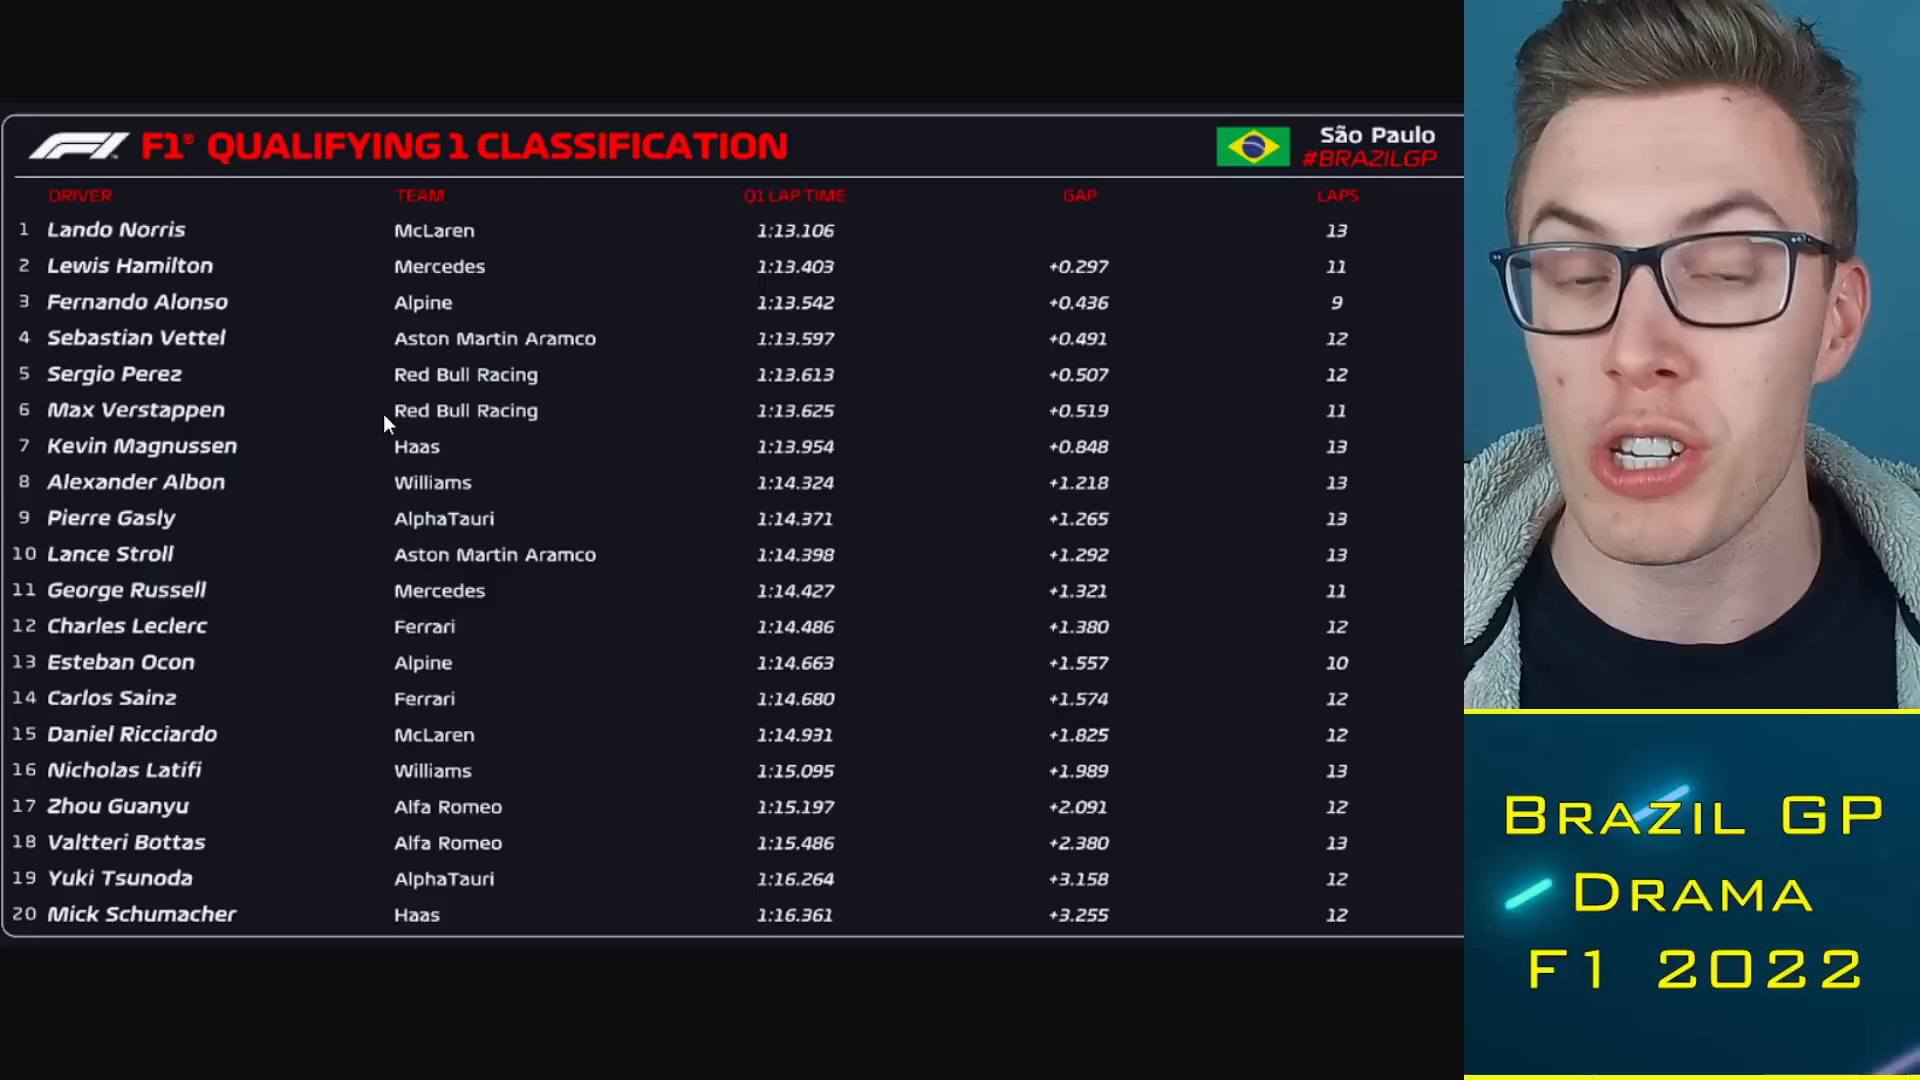 F1® QUALIFYING 1 CLASSIFICATION
São Paulo
#BRAZILGP
DRIVER TEAM Q1 LAP TIME GAP LAPS
1 Lando Norris McLaren 1:13.106 13
2 Lewis Hamilton Mercedes 1:13.403 +0.297 11
3 Fernando Alonso Alpine 1:13.542 +0.436 9
4 Sebastian Vettel Aston Martin Aramco 1:13.597 +0.491 12
5 Sergio Perez Red Bull Racing 1:13.613 +0.507 12
6 Max Verstappen Red Bull Racing 1:13.625 +0.519 11
7 Kevin Magnussen Haas 1:13.954 +0.848 13
8 Alexander Albon Williams 1:14.324 +1.218 13
9 Pierre Gasly AlphaTauri 1:14.371 +1.265 13
10 Lance Stroll Aston Martin Aramco 1:14.398 +1.292 13
11 George Russell Mercedes 1:14.427 +1.321 11
12 Charles Leclerc Ferrari 1:14.486 +1.380 12
13 Esteban Ocon Alpine 1:14.663 +1.557 10
14 Carlos Sainz Ferrari 1:14.680 +1.574 12
15 Daniel Ricciardo McLaren 1:14.931 +1.825 12
16 Nicholas Latifi Williams 1:15.095 +1.989 13
17 Zhou Guanyu Alfa Romeo 1:15.197 +2.091 12
18 Valtteri Bottas Alfa Romeo 1:15.486 +2.380 13
19 Yuki Tsunoda AlphaTauri 1:16.264 +3.158 12
20 Mick Schumacher Haas 1:16.361 +3.255 12
BRAZIL GP
DRAMA
F1 2022